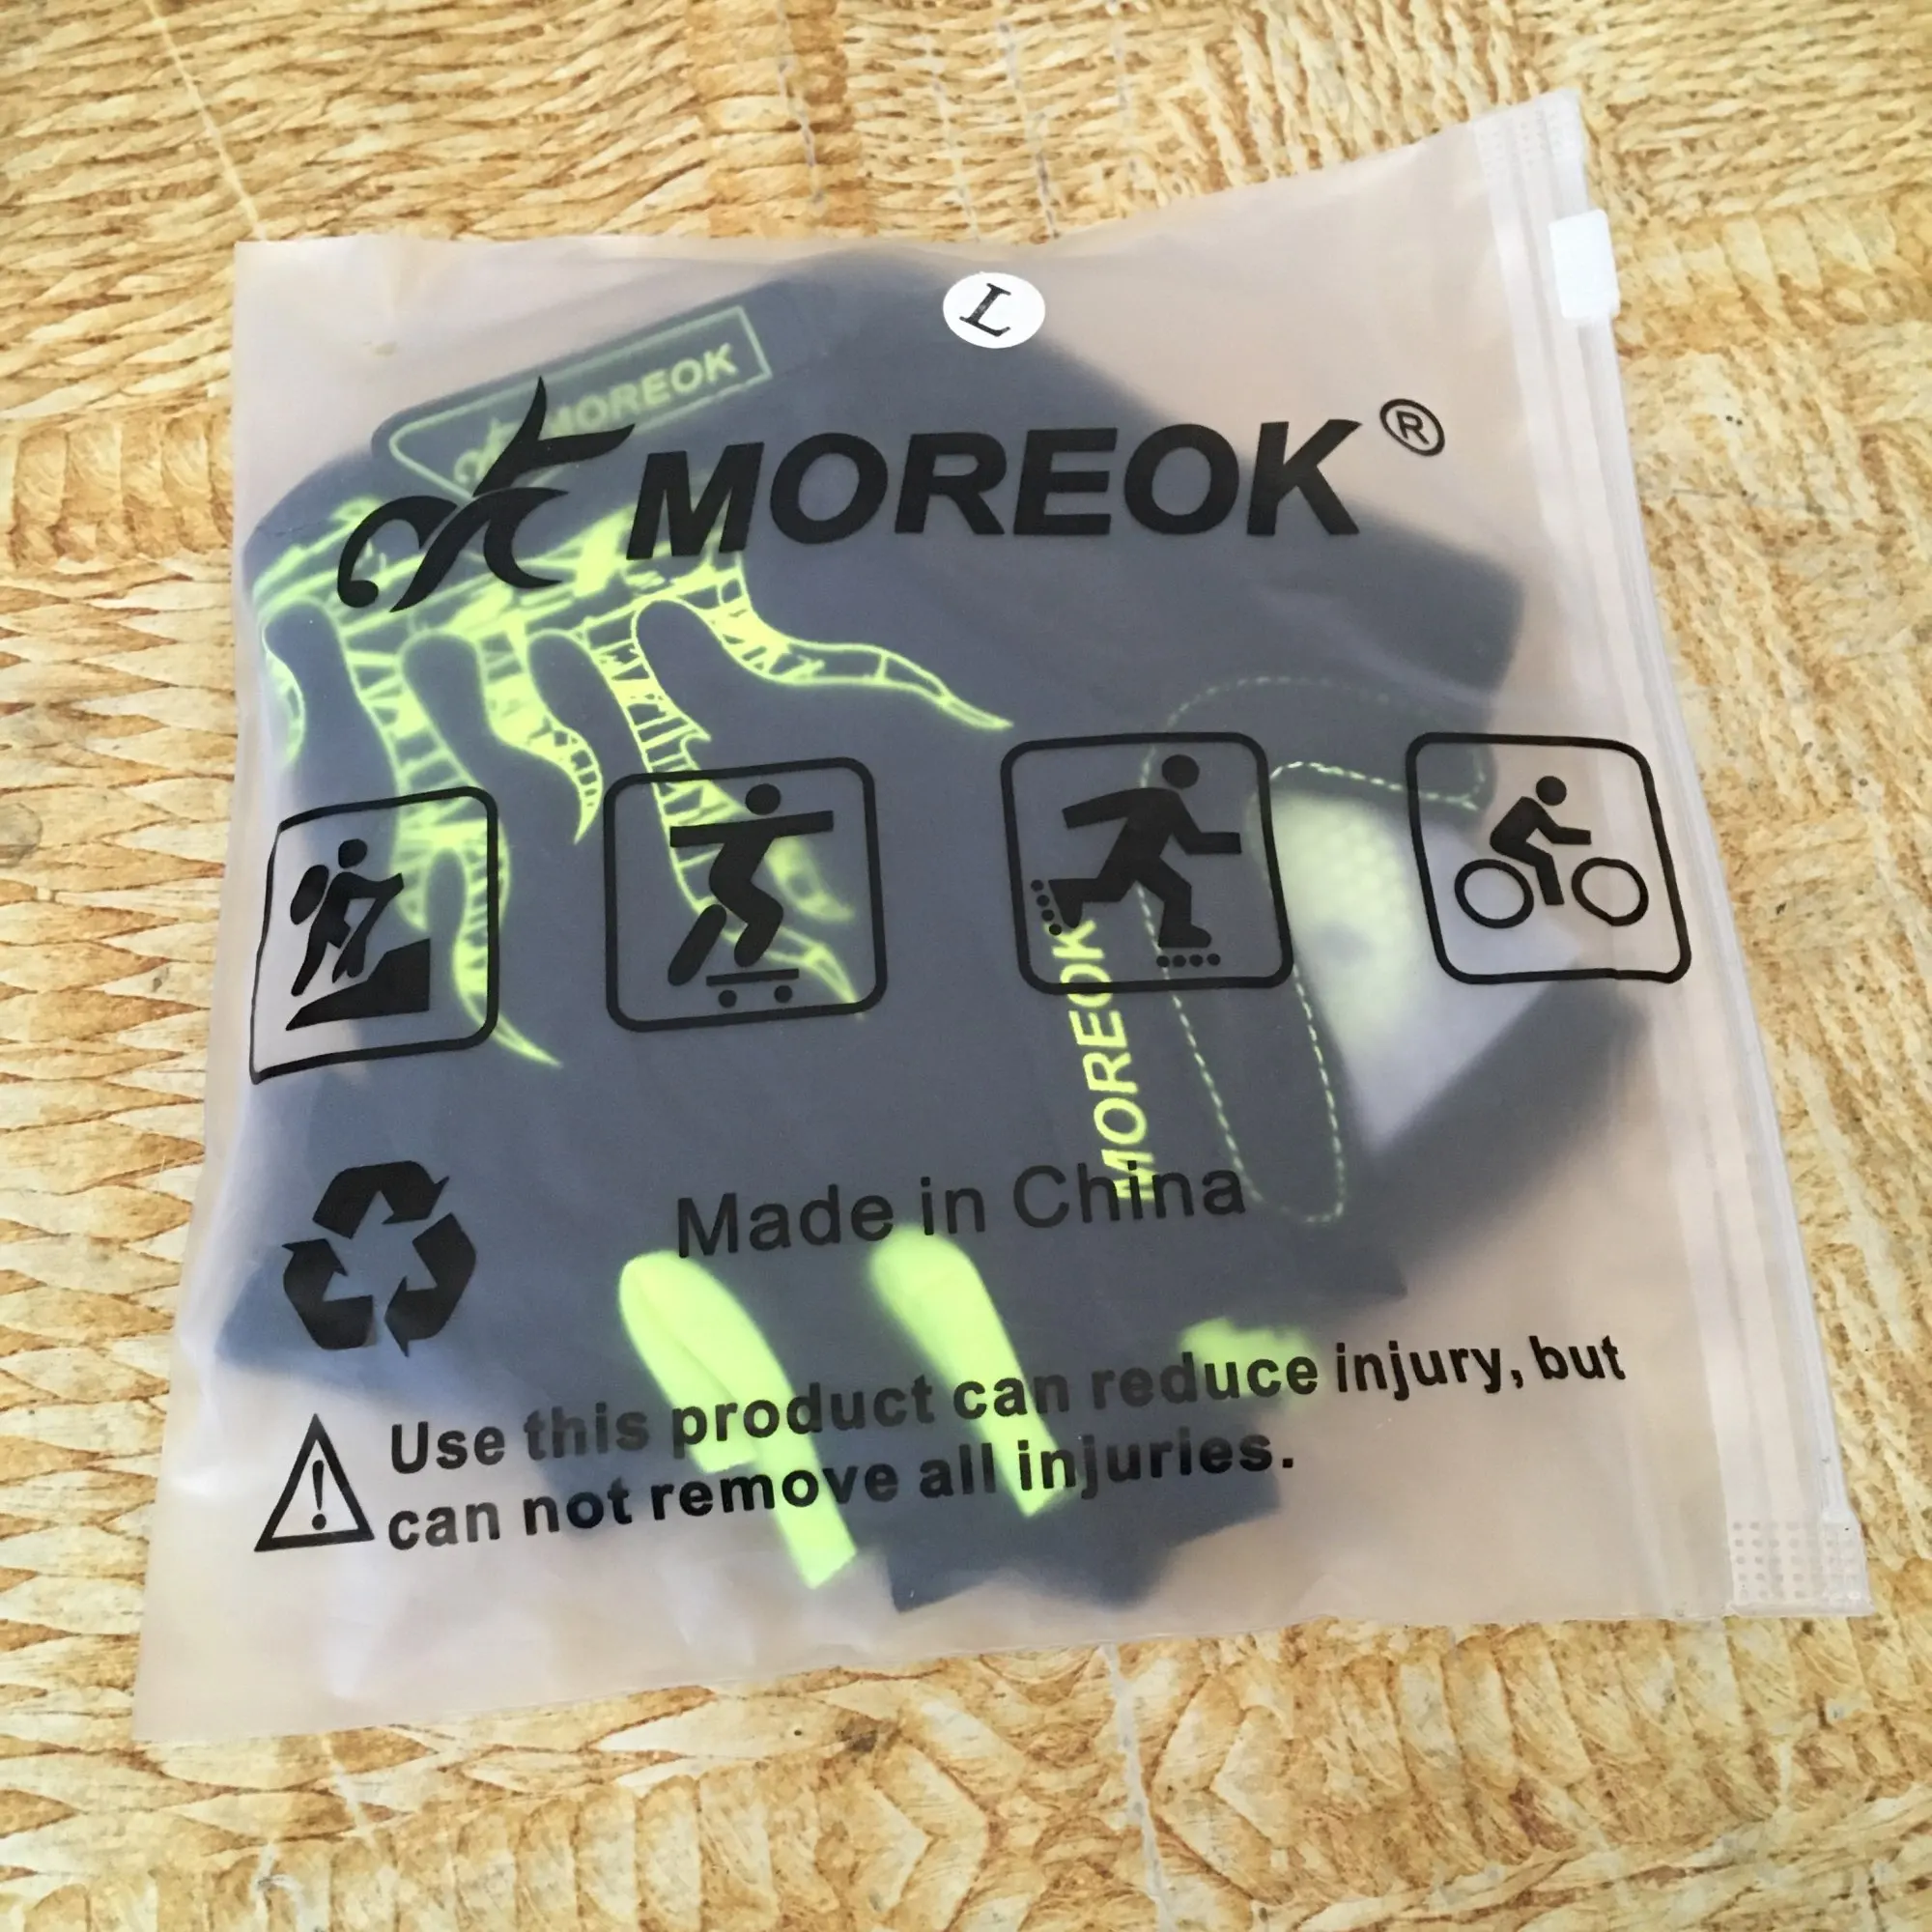 L
MOREOK
MOREOK®
MOREOK
Made in China
Use this product can reduce injury, but
can not remove all injuries.